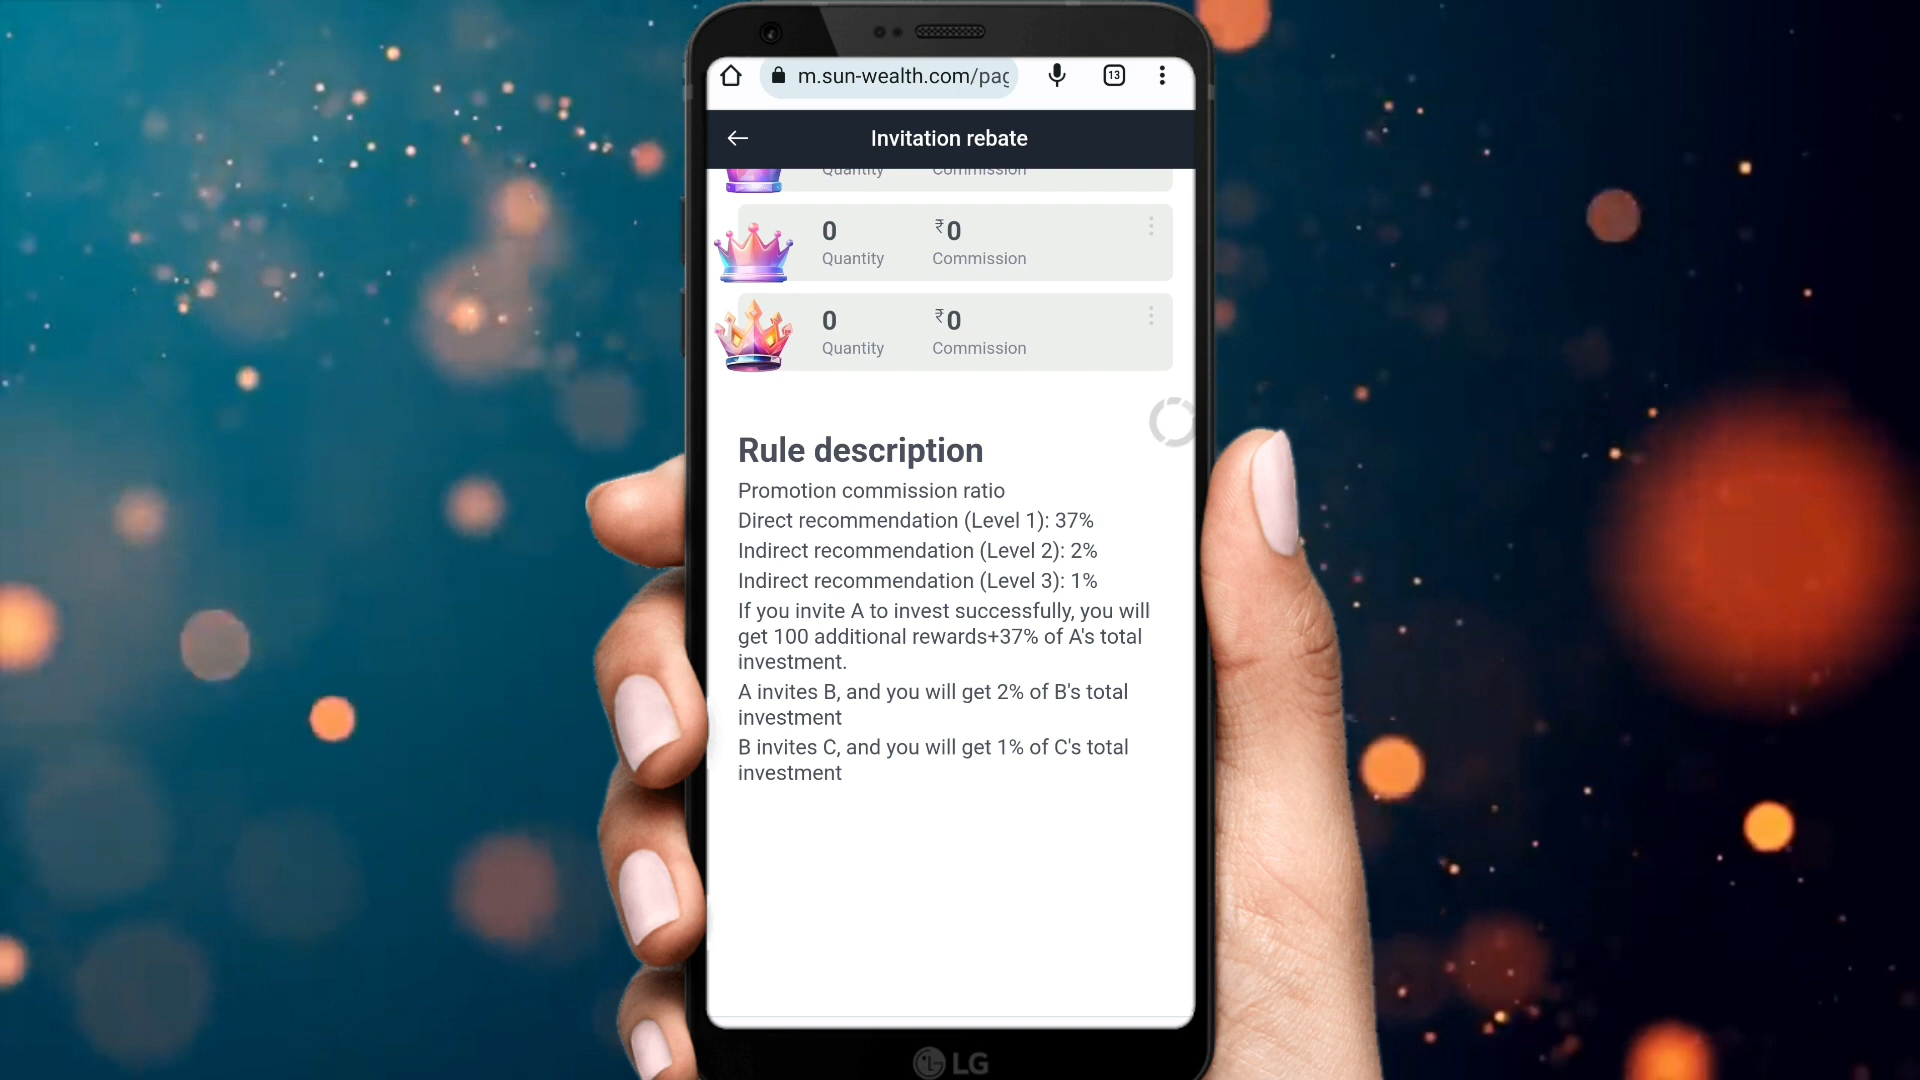 m.sun-wealth.com/pag
13
Invitation rebate
Quantity Commission
0 ₹0
Quantity Commission
0 ₹0
Quantity Commission
Rule description
Promotion commission ratio
Direct recommendation (Level 1): 37%
Indirect recommendation (Level 2): 2%
Indirect recommendation (Level 3): 1%
If you invite A to invest successfully, you will
get 100 additional rewards+37% of A's total
investment.
A invites B, and you will get 2% of B's total
investment
B invites C, and you will get 1% of C's total
investment
LG